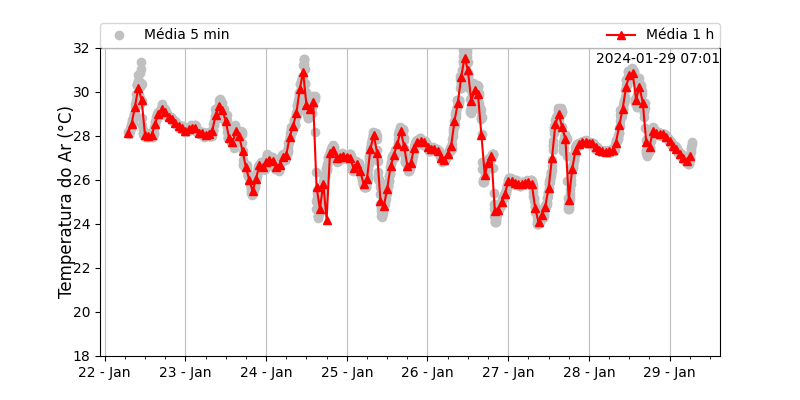 Média 5 min
Média 1 h
2024-01-29 07:01
Temperatura do Ar (°C)
32
30
28
26
24
22
20
18
22 - Jan
23 - Jan
24 - Jan
25 - Jan
26 - Jan
27 - Jan
28 - Jan
29 - Jan